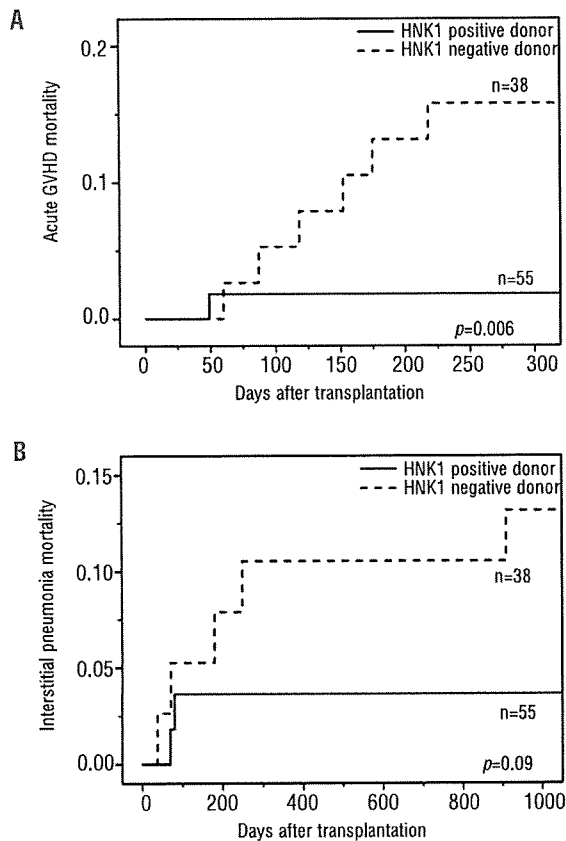 A
HNK1 positive donor
HNK1 negative donor
0.2
n=38
Acute GVHD mortality
0.1
n=55
0.0
p=0.006
0 50 100 150 200 250 300
Days after transplantation
B
0.15
HNK1 positive donor
HNK1 negative donor
Interstitial pneumonia mortality
0.10
n=38
0.05
n=55
0.00
p=0.09
0 200 400 600 800 1000
Days after transplantation